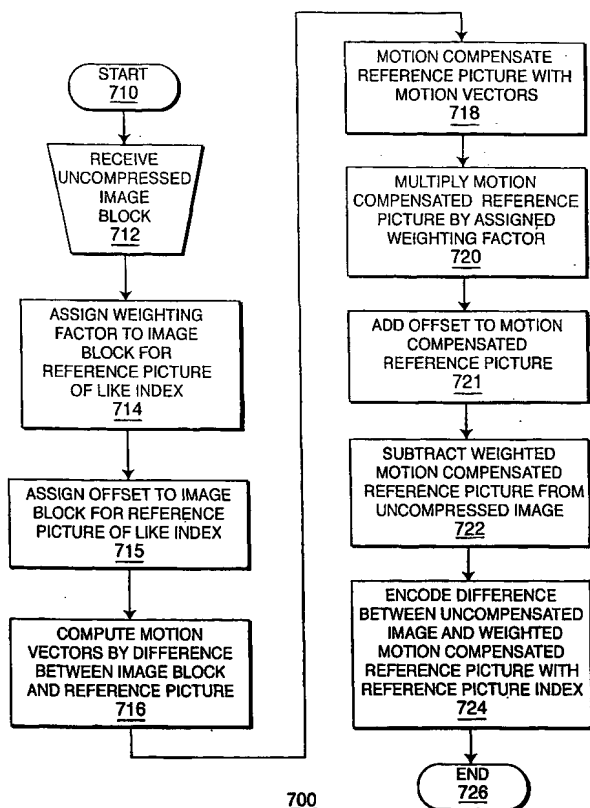 START
710
RECEIVE
UNCOMPRESSED
IMAGE
BLOCK
712
ASSIGN WEIGHTING
FACTOR TO IMAGE
BLOCK FOR
REFERENCE PICTURE
OF LIKE INDEX
714
ASSIGN OFFSET TO IMAGE
BLOCK FOR REFERENCE
PICTURE OF LIKE INDEX
715
COMPUTE MOTION
VECTORS BY DIFFERENCE
BETWEEN IMAGE BLOCK
AND REFERENCE PICTURE
716
MOTION COMPENSATE
REFERENCE PICTURE WITH
MOTION VECTORS
718
MULTIPLY MOTION
COMPENSATED REFERENCE
PICTURE BY ASSIGNED
WEIGHTING FACTOR
720
ADD OFFSET TO MOTION
COMPENSATED
REFERENCE PICTURE
721
SUBTRACT WEIGHTED
MOTION COMPENSATED
REFERENCE PICTURE FROM
UNCOMPRESSED IMAGE
722
ENCODE DIFFERENCE
BETWEEN UNCOMPENSATED
IMAGE AND WEIGHTED
MOTION COMPENSATED
REFERENCE PICTURE WITH
REFERENCE PICTURE INDEX
724
END
726
700